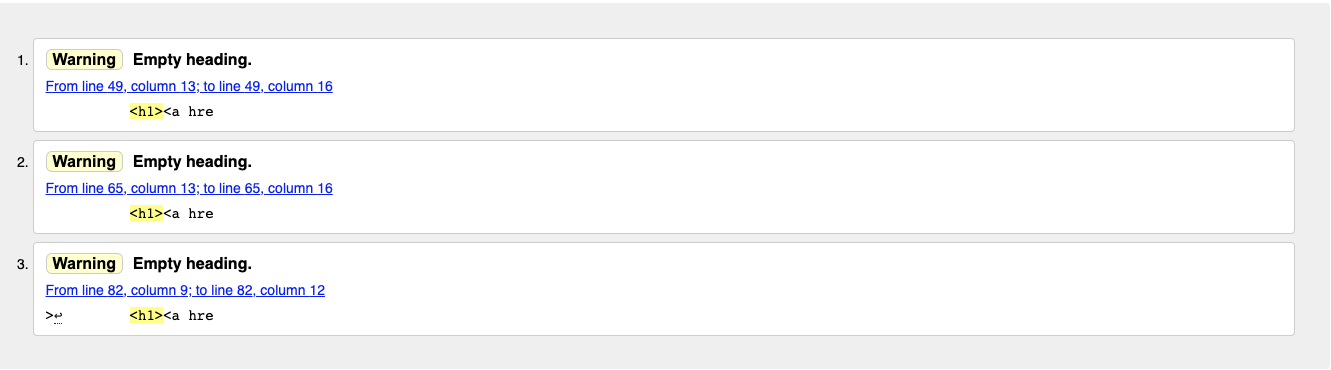 1. Warning Empty heading.
From line 49, column 13; to line 49, column 16
<h1><a hre
2. Warning Empty heading.
From line 65, column 13; to line 65, column 16
<h1><a hre
3. Warning Empty heading.
From line 82, column 9; to line 82, column 12
>↩ <h1><a hre